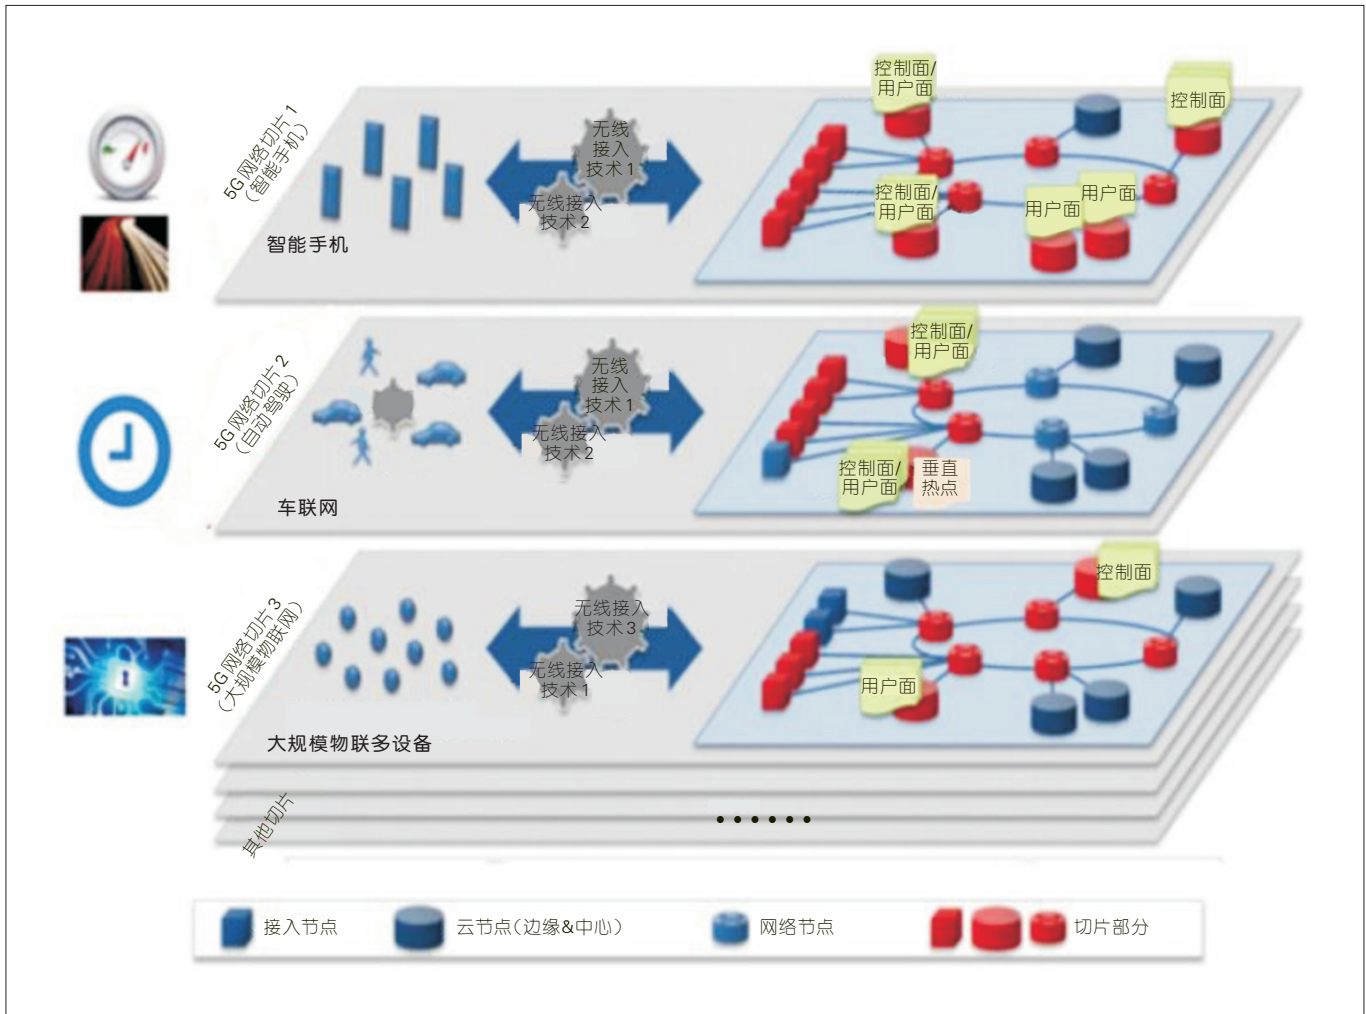 控制面/
用户面
控制面
5G网络切片1
（智能手机）
无线
接入
技术1
无线接入
技术2
控制面/
用户面
用户面
用户面
智能手机
5G网络切片2
（自动驾驶）
无线
接入
技术1
无线接入
技术2
控制面/
用户面
控制面/
用户面
垂直
热点
车联网
5G网络切片3
（大规模物联网）
无线接入
技术3
无线接入
技术1
控制面
用户面
大规模物联多设备
其他切片
······
接入节点
云节点（边缘&中心）
网络节点
切片部分